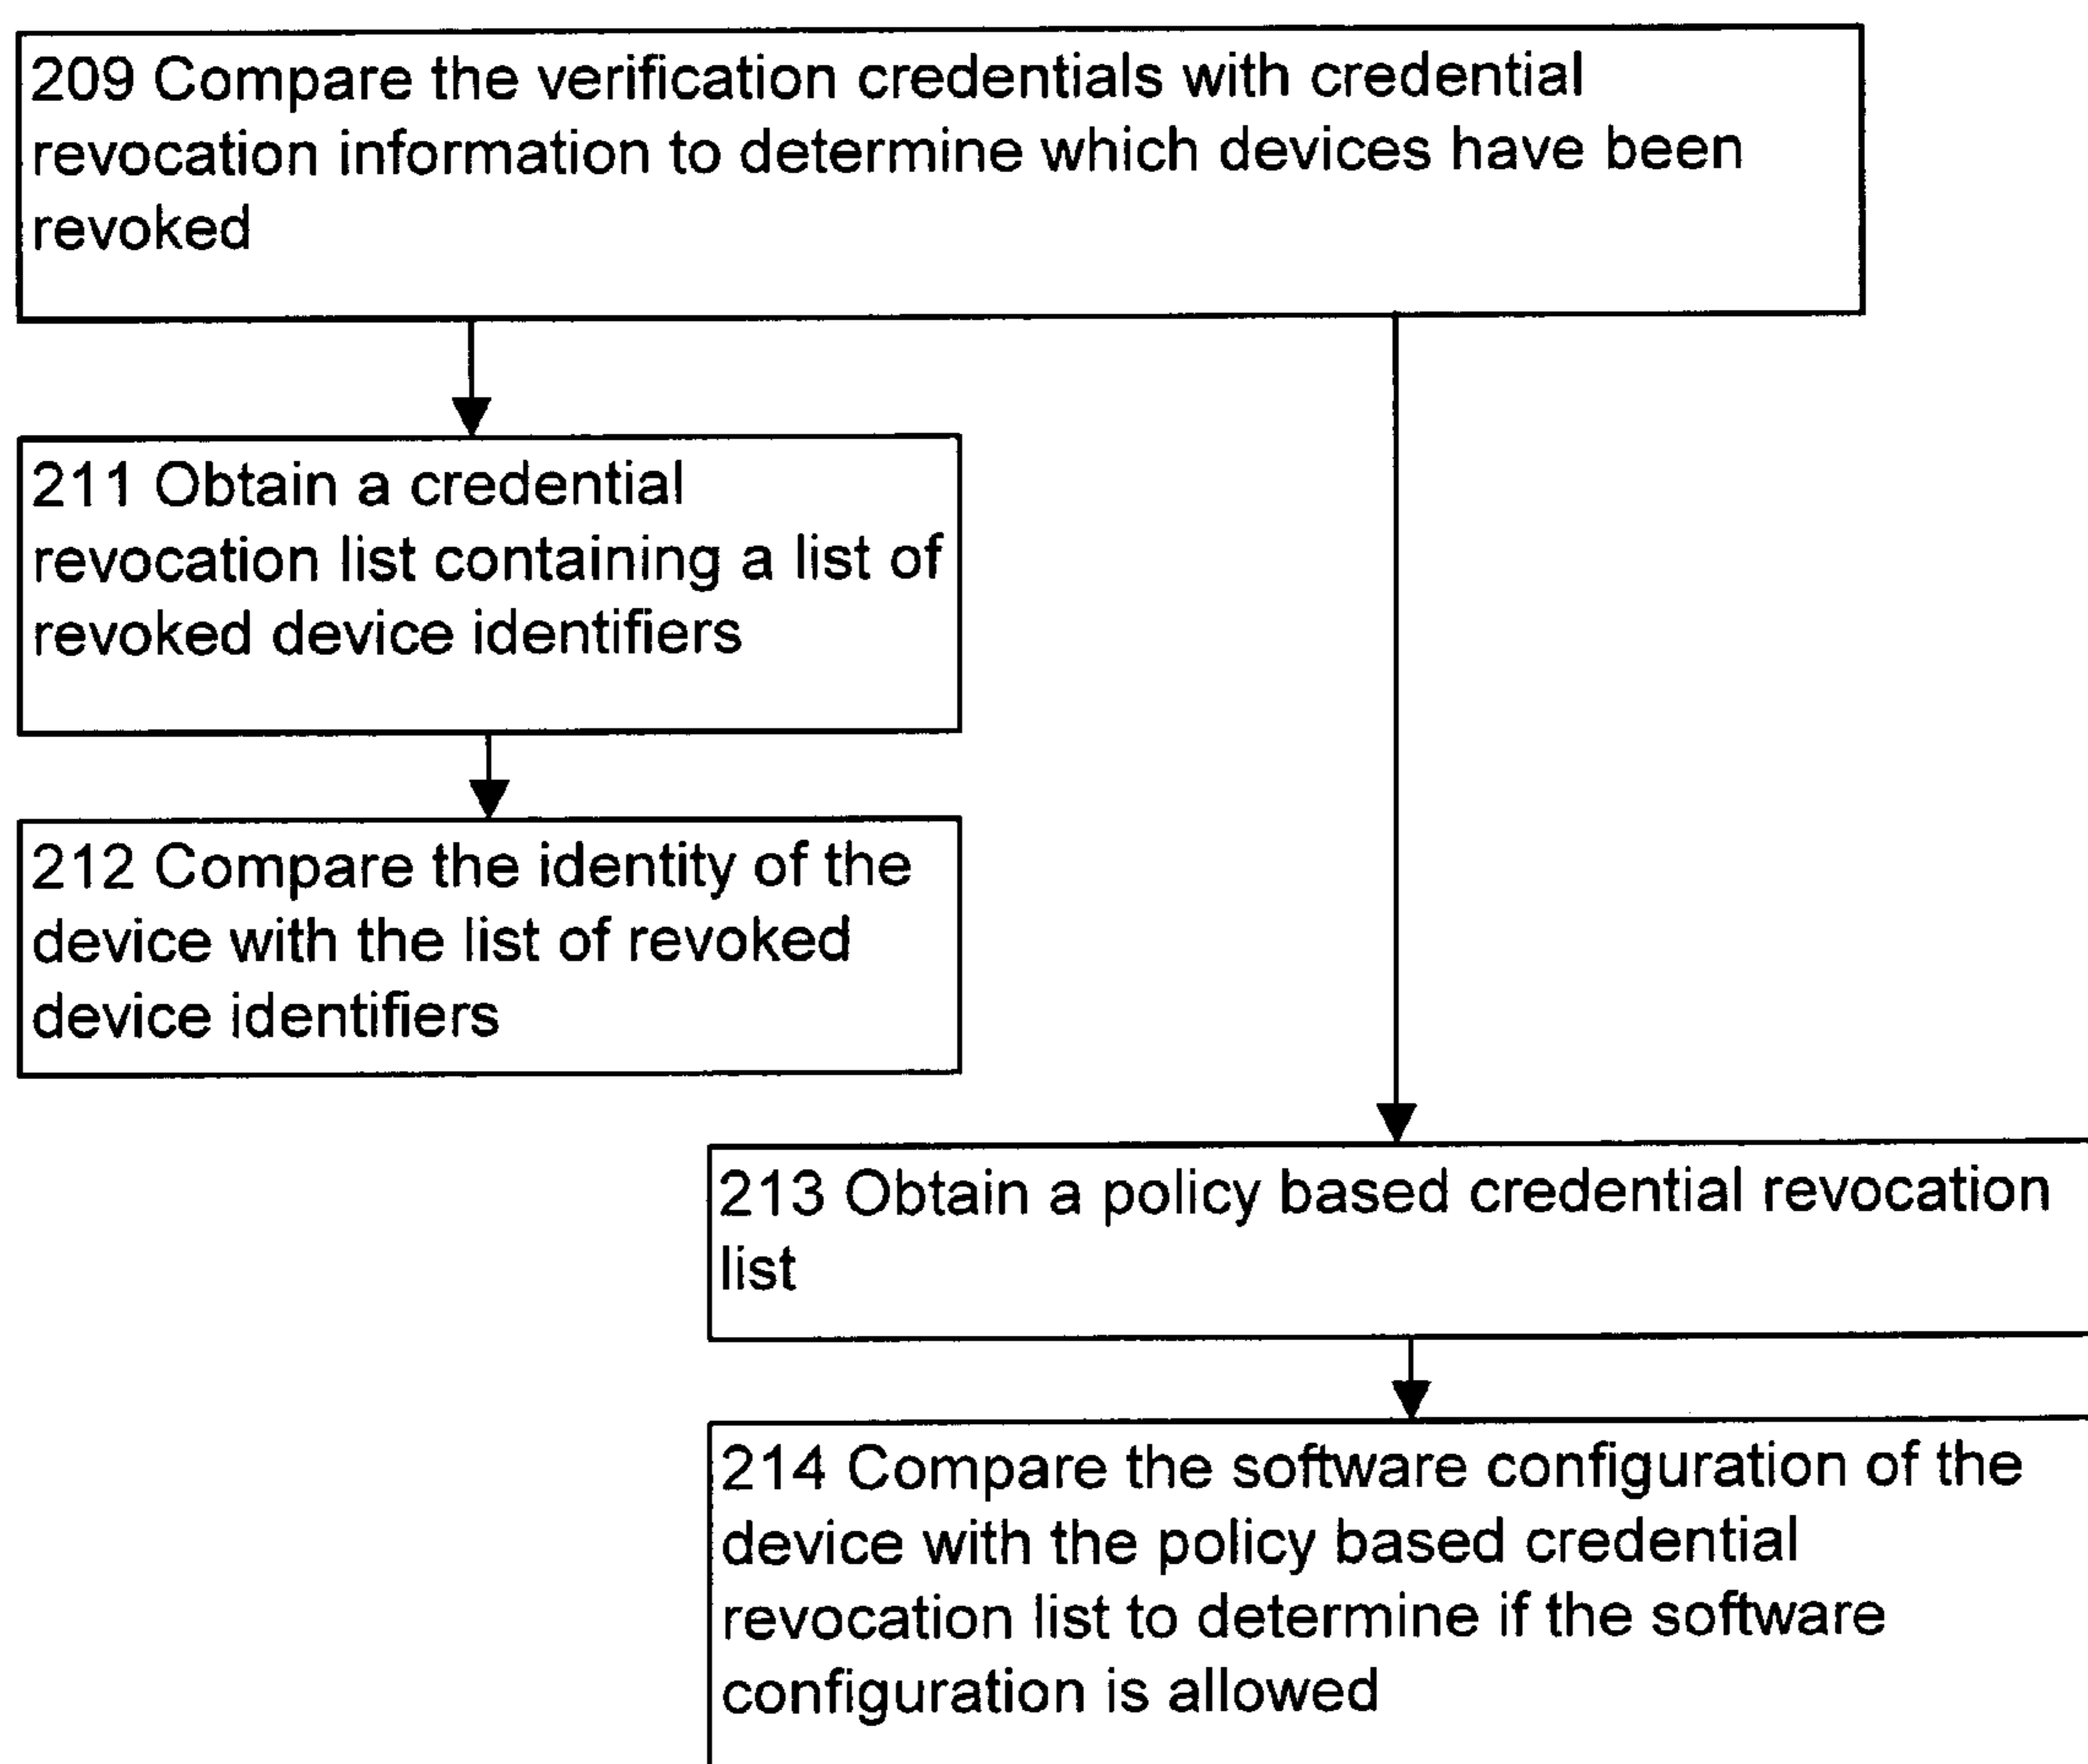 209 Compare the verification credentials with credential
revocation information to determine which devices have been
revoked
211 Obtain a credential
revocation list containing a list of
revoked device identifiers
212 Compare the identity of the
device with the list of revoked
device identifiers
213 Obtain a policy based credential revocation
list
214 Compare the software configuration of the
device with the policy based credential
revocation list to determine if the software
configuration is allowed